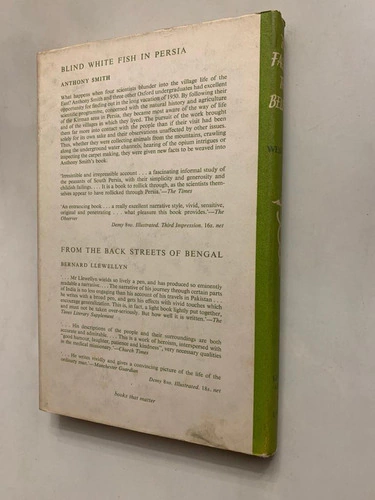 BLIND WHITE FISH IN PERSIA
ANTHONY SMITH
What happens when four scientists blunder into the village life of the
East? Anthony Smith and three other Oxford undergraduates had excellent
opportunity for finding out in the long vacation of 1950. By following their
scientific programme, concerned with the natural history and agriculture
of the Kirman area in Persia, they became most aware of the way of life
and of the villages in which they lived. The pursuit of the work brought
them far more into contact with the people than if their visit had been
solely for its own sake and their observations unaffected by other issues.
Thus, whether they were collecting animals from the mountains, crawling
along the underground water channels, hearing of the opium intrigues or
inspecting the carpet making, they were given new facts to be weaved into
Anthony Smith's book.
'Irresistible and irrepressible account . . . a fascinating informal study of
the peasants of South Persia, with their simplicity and generosity and
childish failings. . . . It is a book to rollick through, as the scientists them-
selves appear to have rollicked through Persia.'—The Times
'An entrancing book . . . a really excellent narrative style, vivid, sensitive,
original and penetrating . . . what pleasure this book provides.'—The
Observer
Demy 8vo. Illustrated. Third Impression. 16s. net
FROM THE BACK STREETS OF BENGAL
BERNARD LLEWELLYN
'. . . Mr Llewellyn wields so lively a pen, and has produced so extremely
readable a narrative. . . . The narrative of his journey through certain parts
of India is no less engaging than his account of his travels in Pakistan . . .
he writes with a broad pen, and gets his effects with vivid touches which
encourage generalization. This is, in fact, a light book lightly put together,
and must not be taken over-seriously. But how well it is written.'—The
Times Literary Supplement
'. . . His descriptions of the people and their surroundings are both
accurate and admirable. . . . This is a work of heroism, interspersed with
"good humour, laughter, patience and kindliness", very necessary qualities
in the medical missionary.'—Church Times
'. . . He writes vividly and gives a convincing picture of the life of the
ordinary man.'—Manchester Guardian
Demy 8vo. Illustrated. 18s. net
books that matter